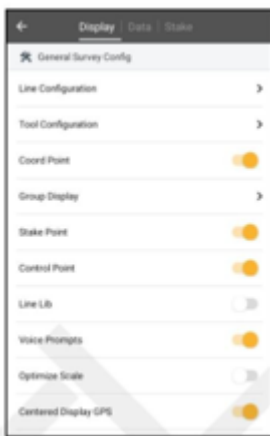 Display | Data | Stake
General Survey Config
Line Configuration
Tool Configuration
Coord Point
Group Display
Stake Point
Control Point
Line Lib
Voice Prompts
Optimize Scale
Centered Display GPS